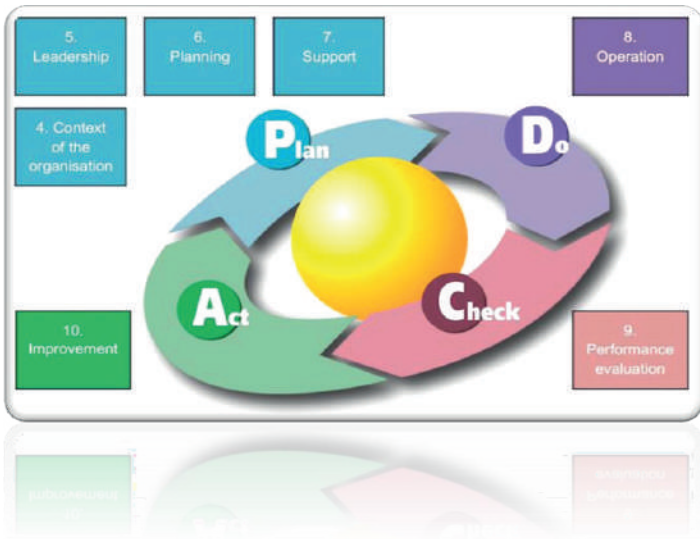 5.
Leadership
6.
Planning
7.
Support
8.
Operation
4. Context
of the
organisation
Plan
Do
Act
Check
10.
Improvement
9.
Performance
evaluation